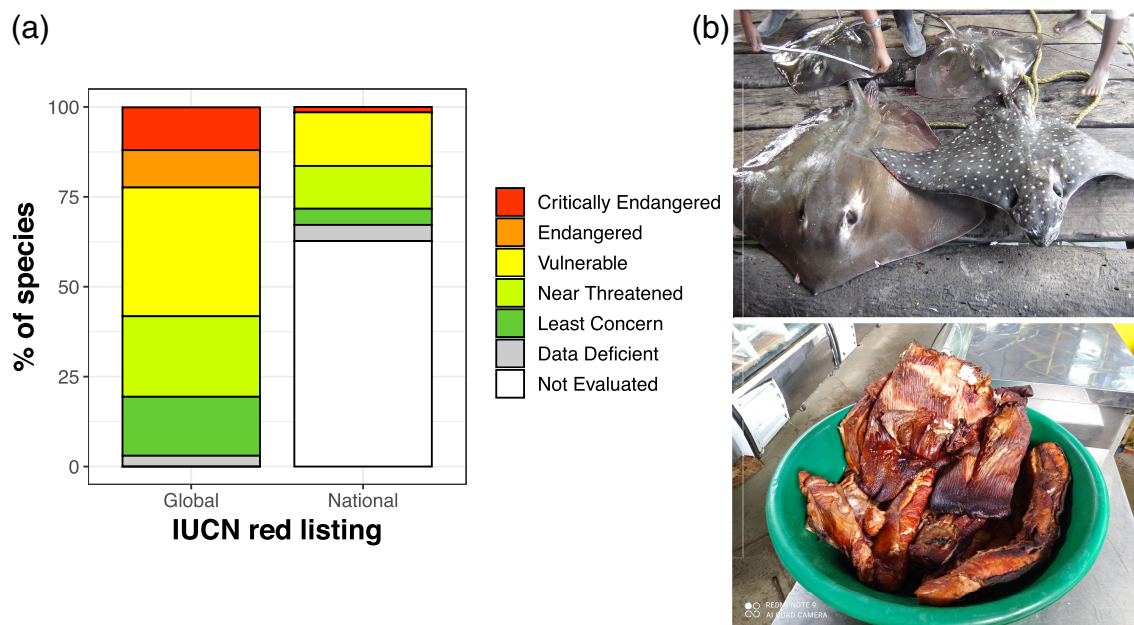 (a)
% of species
100
75
50
25
0
Global
National
IUCN red listing
Critically Endangered
Endangered
Vulnerable
Near Threatened
Least Concern
Data Deficient
Not Evaluated
(b)
REDMI NOTE 9
AI QUAD CAMERA